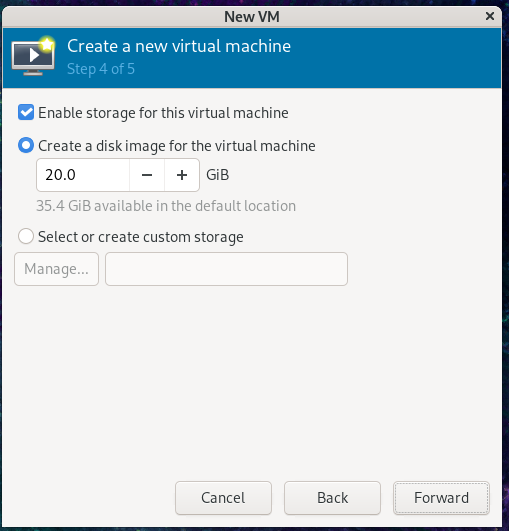 New VM
Create a new virtual machine
Step 4 of 5
Enable storage for this virtual machine
Create a disk image for the virtual machine
20.0 − + GiB
35.4 GiB available in the default location
Select or create custom storage
Manage...
Cancel Back Forward